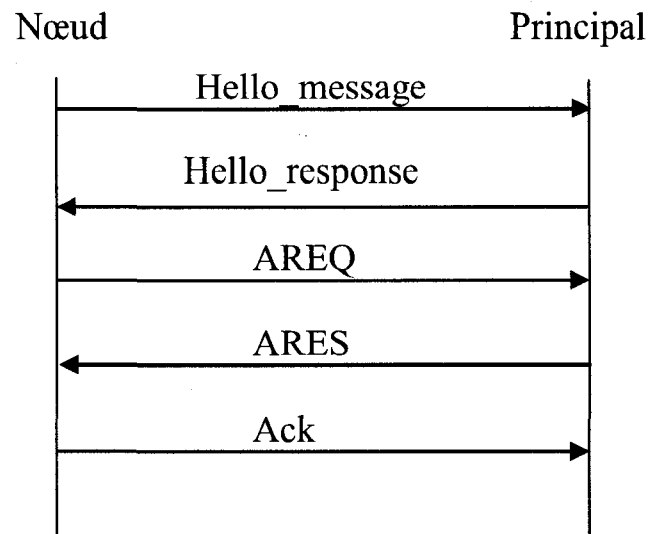 Nœud Principal
Hello_message
Hello_response
AREQ
ARES
Ack